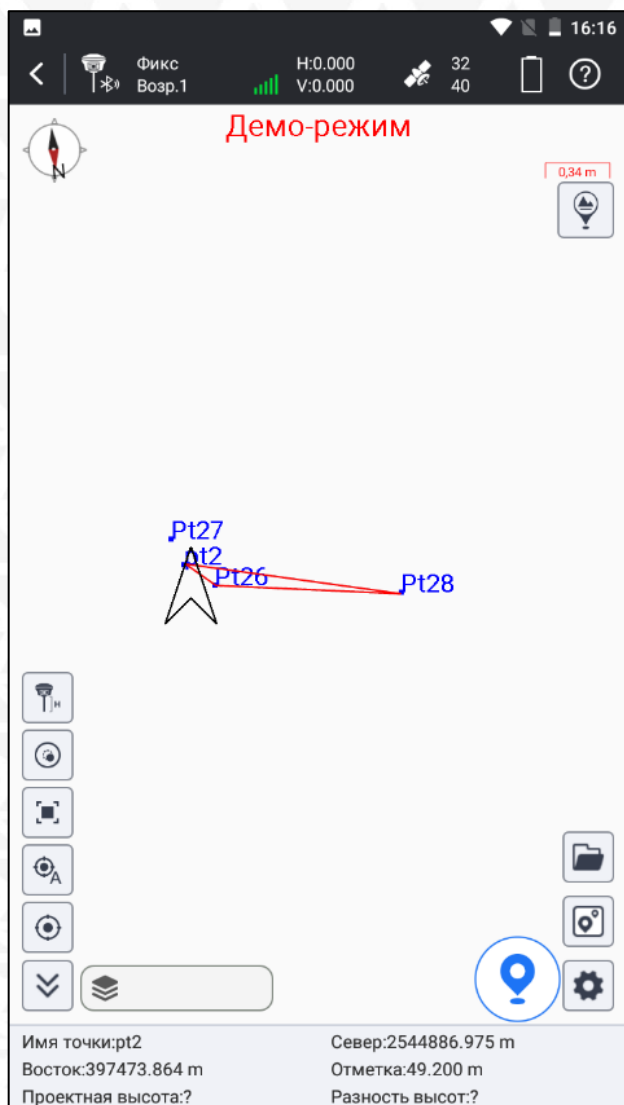 16:16
Фикс
H:0.000
32
Возр.1
V:0.000
40
Демо-режим
N
0,34 m
Pt27
pt2
Pt26
Pt28
H
A
Имя точки:pt2
Север:2544886.975 m
Восток:397473.864 m
Отметка:49.200 m
Проектная высота:?
Разность высот:?